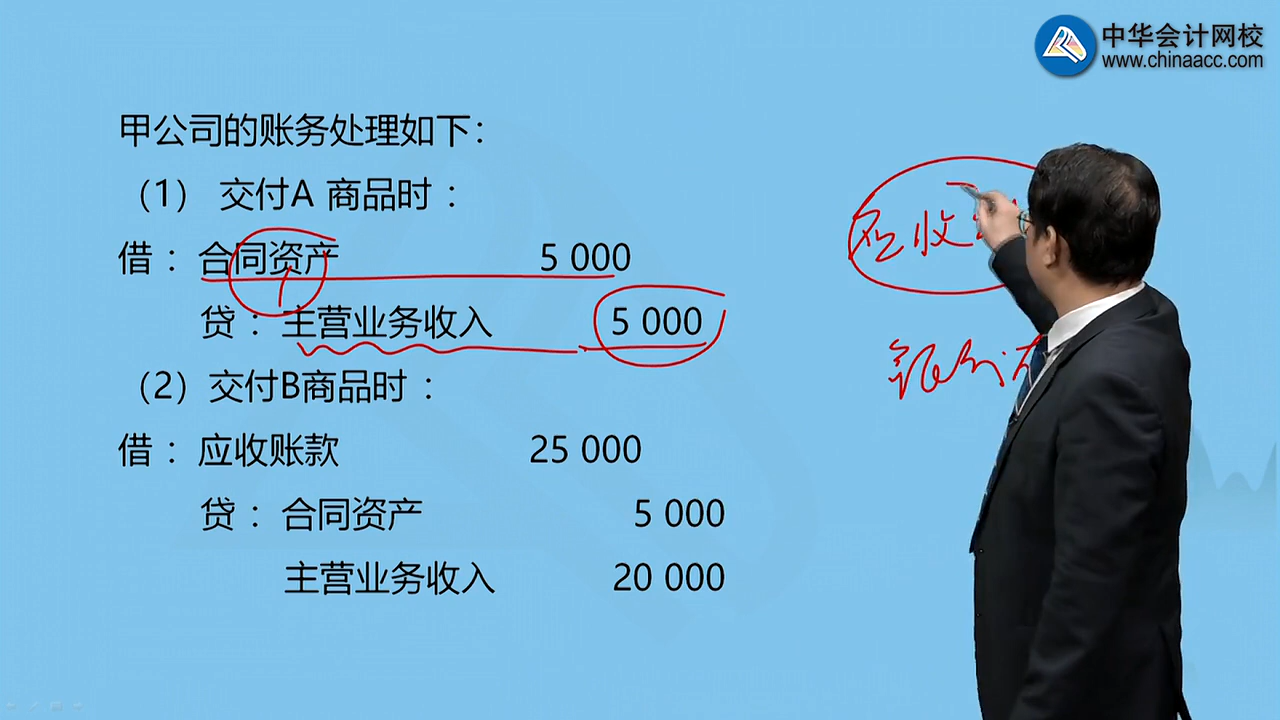 中华会计网校
www.chinaacc.com
甲公司的账务处理如下：
（1） 交付A 商品时：
借：合同资产 5 000
贷：主营业务收入 5 000
（2）交付B商品时：
借：应收账款 25 000
贷：合同资产 5 000
主营业务收入 20 000
应收
银行